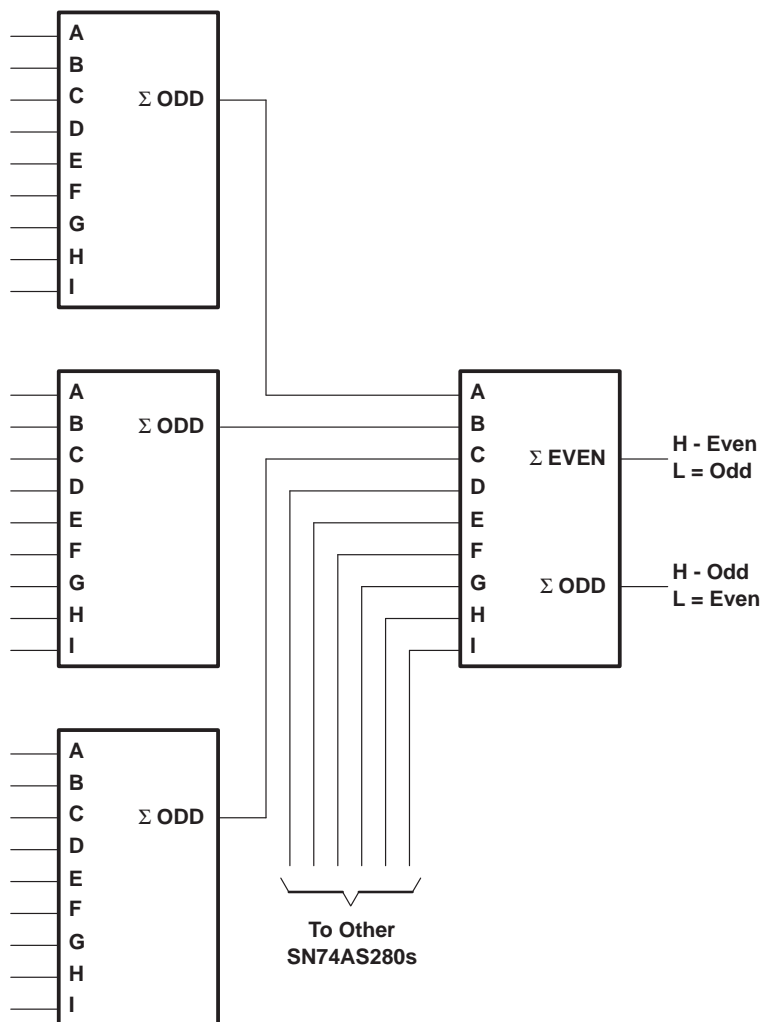 A
B
C
Σ ODD
D
E
F
G
H
I
A
B
Σ ODD
C
D
E
F
G
H
I
A
B
C
Σ EVEN
H - Even
L = Odd
D
E
F
G
Σ ODD
H - Odd
L = Even
H
I
A
B
C
Σ ODD
D
E
F
G
H
I
To Other
SN74AS280s